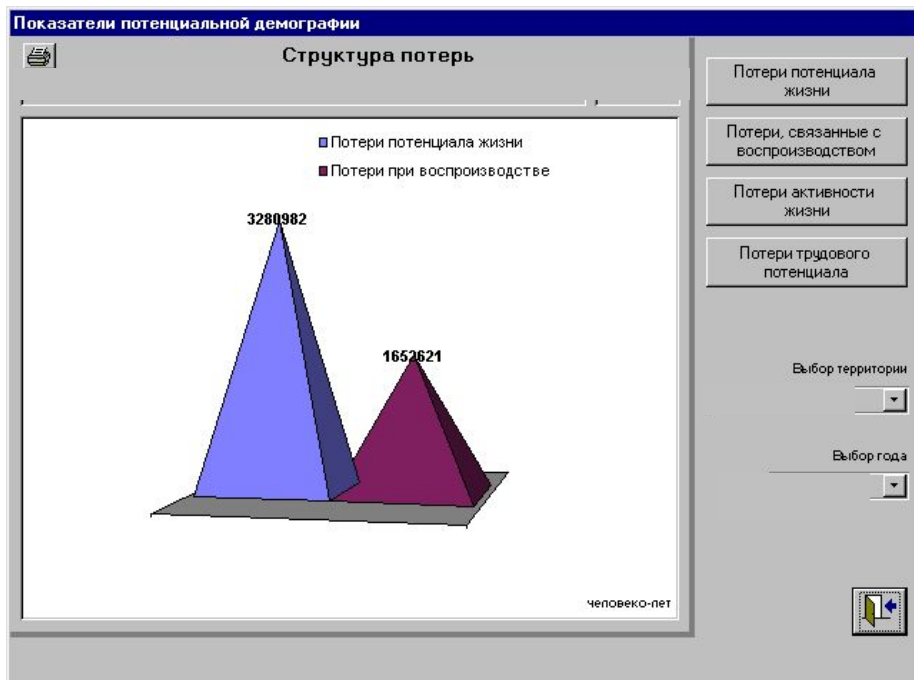 Показатели потенциальной демографии
Структура потерь
Потери потенциала жизни
Потери при воспроизводстве
3280982
1652621
человеко-лет
Потери потенциала
жизни
Потери, связанные с
воспроизводством
Потери активности
жизни
Потери трудового
потенциала
Выбор территории
Выбор года